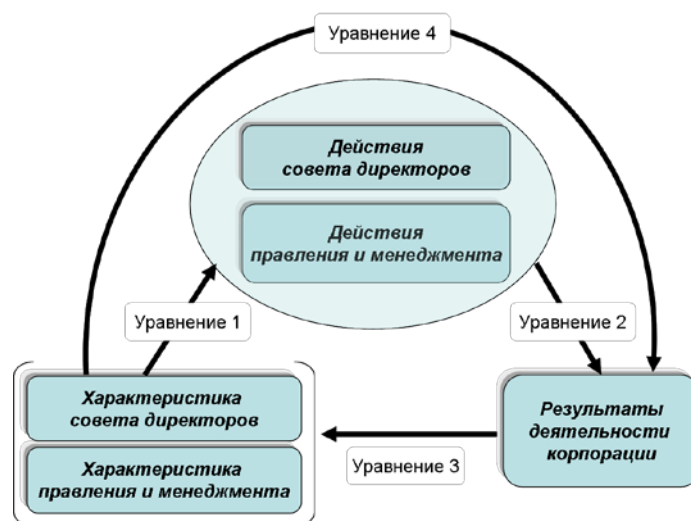 Уравнение 4
Действия
совета директоров
Действия
правления и менеджмента
Уравнение 1
Уравнение 2
Характеристика
совета директоров
Характеристика
правления и менеджмента
Уравнение 3
Результаты
деятельности
корпорации